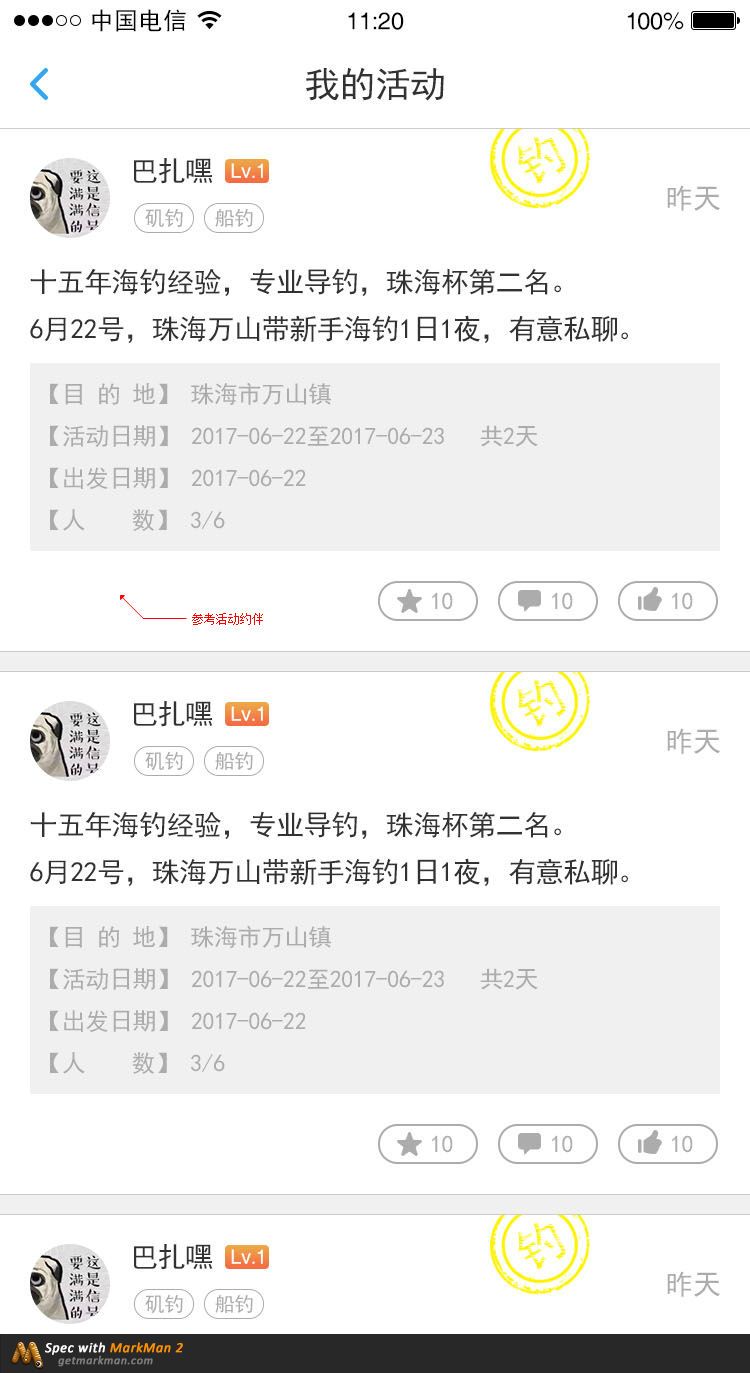 中国电信 11:20 100%
我的活动
巴扎嘿 Lv.1
钓
昨天
矶钓 船钓
要这
满是
满信
的
十五年海钓经验，专业导钓，珠海杯第二名。
6月22号，珠海万山带新手海钓1日1夜，有意私聊。
【目 的 地】 珠海市万山镇
【活动日期】 2017-06-22至2017-06-23 共2天
【出发日期】 2017-06-22
【人 数】 3/6
参考活动约伴
10 10 10
巴扎嘿 Lv.1
钓
昨天
矶钓 船钓
要这
满是
满信
的
十五年海钓经验，专业导钓，珠海杯第二名。
6月22号，珠海万山带新手海钓1日1夜，有意私聊。
【目 的 地】 珠海市万山镇
【活动日期】 2017-06-22至2017-06-23 共2天
【出发日期】 2017-06-22
【人 数】 3/6
10 10 10
巴扎嘿 Lv.1
钓
昨天
矶钓 船钓
要这
满是
满信
的
Spec with MarkMan 2
getmarkman.com